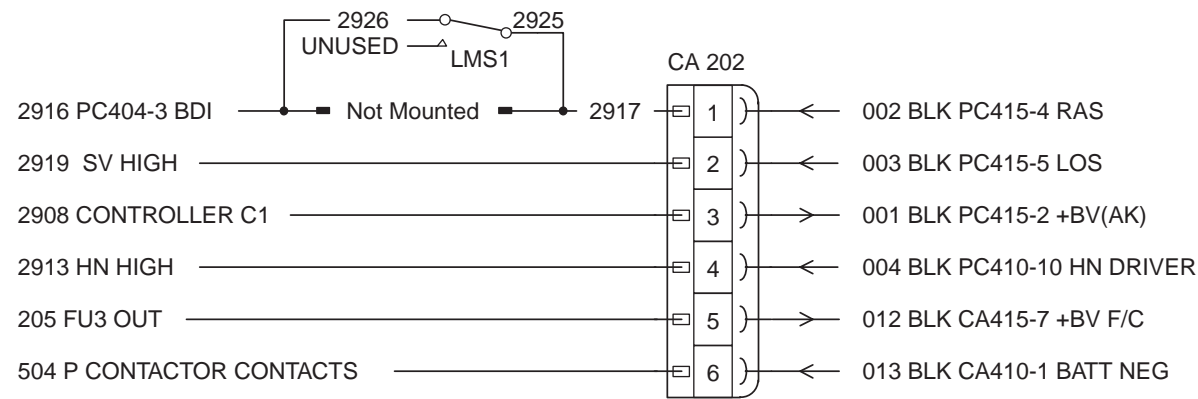 2926 2925
UNUSED LMS1
CA 202
2916 PC404-3 BDI Not Mounted 2917 1 002 BLK PC415-4 RAS
2919 SV HIGH 2 003 BLK PC415-5 LOS
2908 CONTROLLER C1 3 001 BLK PC415-2 +BV(AK)
2913 HN HIGH 4 004 BLK PC410-10 HN DRIVER
205 FU3 OUT 5 012 BLK CA415-7 +BV F/C
504 P CONTACTOR CONTACTS 6 013 BLK CA410-1 BATT NEG